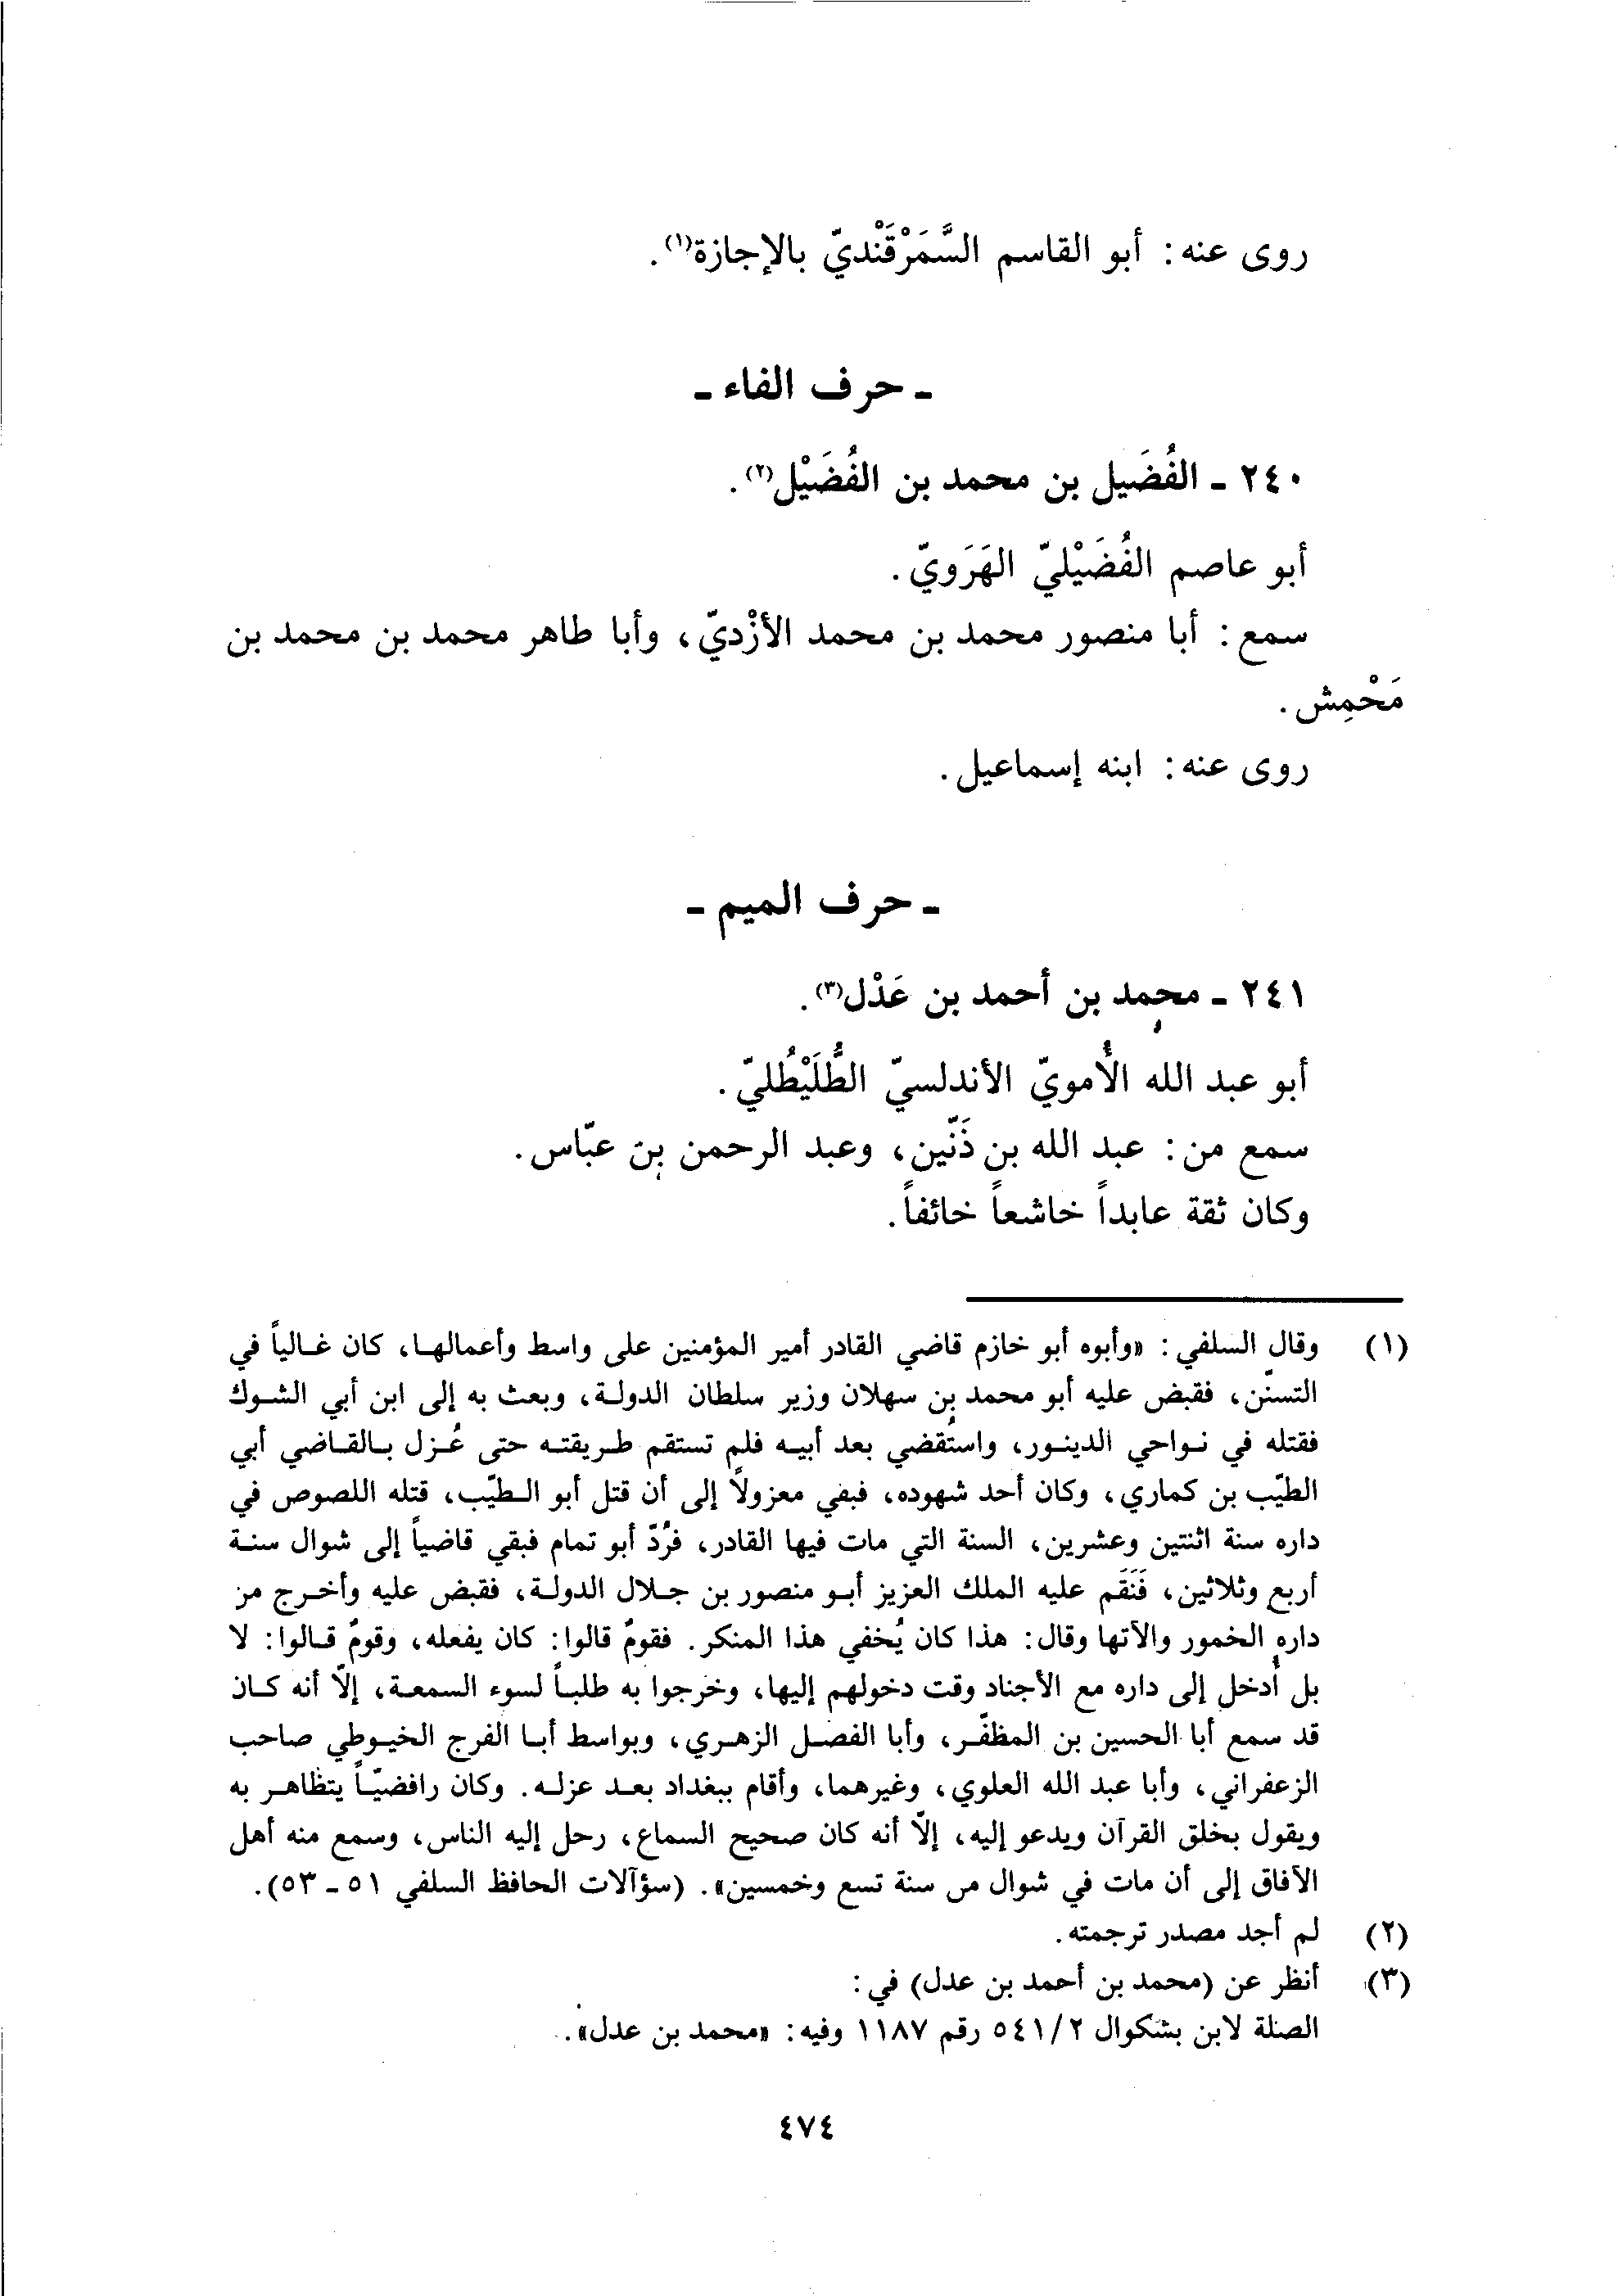 روى عنه: أبو القاسم السَّمَرْقَنْديّ بالإجازة(١).
ـ حرف الفاء ـ
٢٤٠ ـ الفُضَيل بن محمد بن الفُضَيْل(٢).
أبو عاصم الفُضَيْليّ الهَرَويّ.
سمع: أبا منصور محمد بن محمد الأزْديّ، وأبا طاهر محمد بن محمد بن
مَحْمِش.
روى عنه: ابنه إسماعيل.
ـ حرف الميم ـ
٢٤١ ـ محمد بن أحمد بن عَدْل(٣).
أبو عبد الله الأُمويّ الأندلسيّ الطُّلَيْطُليّ.
سمع من: عبد الله بن ذَنّين، وعبد الرحمن بن عبّاس.
وكان ثقة عابداً خاشعاً خائفاً.
(١) وقال السلفي: «وأبوه أبو خازم قاضي القادر أمير المؤمنين على واسط وأعمالها، كان غالياً في
التسنّن، فقبض عليه أبو محمد بن سهلان وزير سلطان الدولة، وبعث به إلى ابن أبي الشوك
فقتله في نواحي الدينور، واستُقضي بعد أبيه فلم تستقم طريقته حتى عُزل بالقاضي أبي
الطيّب بن كماري، وكان أحد شهوده، فبقي معزولاً إلى أن قتل أبو الطيّب، قتله اللصوص في
داره سنة اثنتين وعشرين، السنة التي مات فيها القادر، فرُدّ أبو تمام فبقي قاضياً إلى شوال سنة
أربع وثلاثين، فَنَقَم عليه الملك العزيز أبو منصور بن جلال الدولة، فقبض عليه وأخرج من
داره الخمور والآتها وقال: هذا كان يُخفي هذا المنكر. فقومٌ قالوا: كان يفعله، وقومٌ قالوا: لا
بل أُدخل إلى داره مع الأجناد وقت دخولهم إليها، وخرجوا به طلباً لسوء السمعة، إلّا أنه كان
قد سمع أبا الحسين بن المظفّر، وأبا الفضل الزهري، وبواسط أبا الفرج الخيوطي صاحب
الزعفراني، وأبا عبد الله العلوي، وغيرهما، وأقام ببغداد بعد عزله. وكان رافضيّاً يتظاهر به
ويقول بخلق القرآن ويدعو إليه، إلّا أنه كان صحيح السماع، رحل إليه الناس، وسمع منه أهل
الآفاق إلى أن مات في شوال من سنة تسع وخمسين». (سؤآلات الحافظ السلفي ٥١ ـ ٥٣).
(٢) لم أجد مصدر ترجمته.
(٣) أنظر عن (محمد بن أحمد بن عدل) في:
الصلة لابن بشكوال ٥٤١/٢ رقم ١١٨٧ وفيه: «محمد بن عدل».
٤٧٤